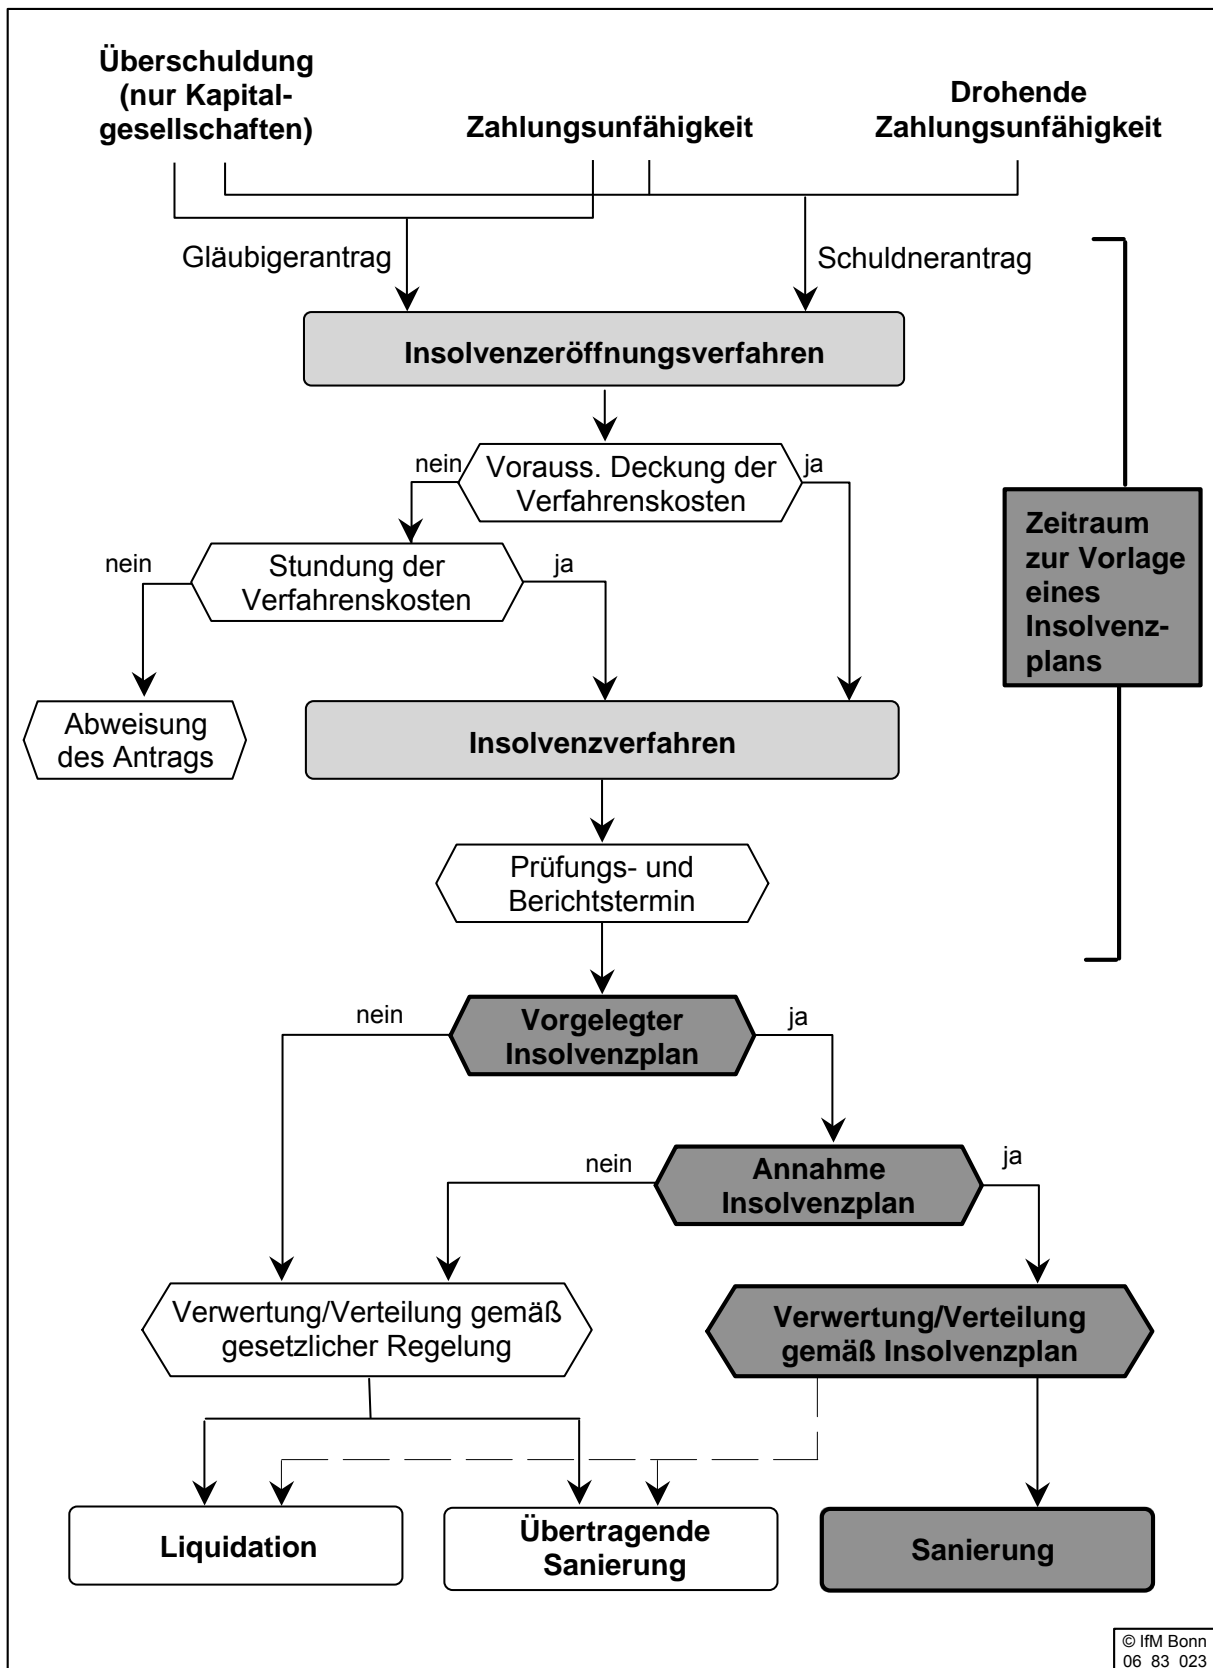 Überschuldung
(nur Kapital-
gesellschaften)
Zahlungsunfähigkeit
Drohende
Zahlungsunfähigkeit
Gläubigerantrag
Schuldnerantrag
Insolvenzeröffnungsverfahren
nein
Vorauss. Deckung der
Verfahrenskosten
ja
Zeitraum
zur Vorlage
eines
Insolvenz-
plans
nein
Stundung der
Verfahrenskosten
ja
Abweisung
des Antrags
Insolvenzverfahren
Prüfungs- und
Berichtstermin
nein
Vorgelegter
Insolvenzplan
ja
nein
Annahme
Insolvenzplan
ja
Verwertung/Verteilung gemäß
gesetzlicher Regelung
Verwertung/Verteilung
gemäß Insolvenzplan
Liquidation
Übertragende
Sanierung
Sanierung
© IfM Bonn
06 83 023